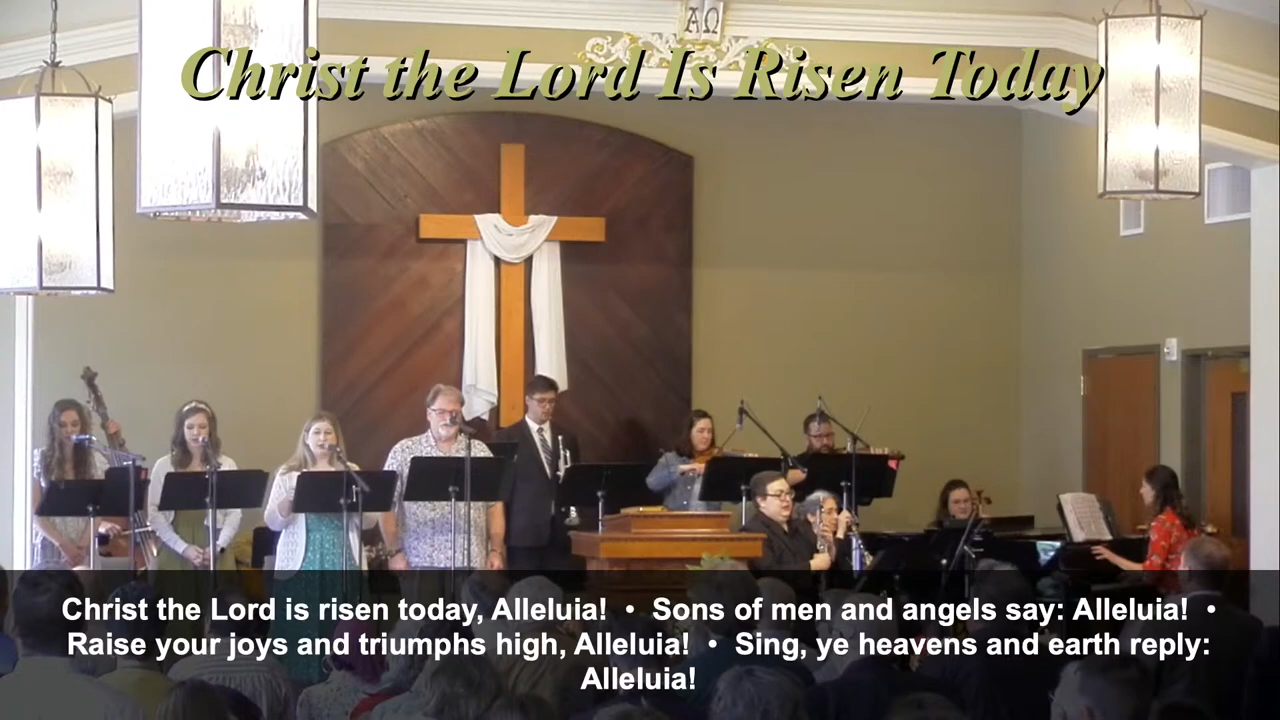 ΑΩ
Christ the Lord Is Risen Today
Christ the Lord is risen today, Alleluia! • Sons of men and angels say: Alleluia! •
Raise your joys and triumphs high, Alleluia! • Sing, ye heavens and earth reply:
Alleluia!